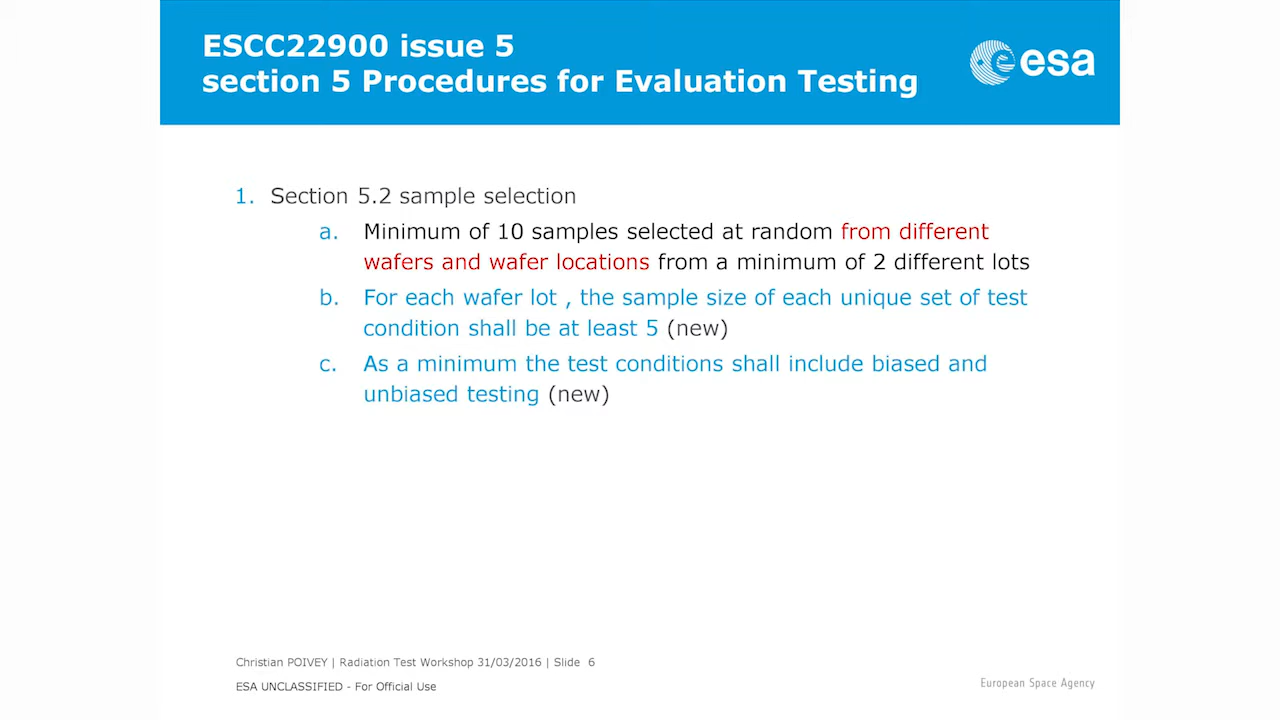 ESCC22900 issue 5
section 5 Procedures for Evaluation Testing
esa
1. Section 5.2 sample selection
a. Minimum of 10 samples selected at random from different
wafers and wafer locations from a minimum of 2 different lots
b. For each wafer lot , the sample size of each unique set of test
condition shall be at least 5 (new)
c. As a minimum the test conditions shall include biased and
unbiased testing (new)
Christian POIVEY | Radiation Test Workshop 31/03/2016 | Slide 6
ESA UNCLASSIFIED - For Official Use
European Space Agency